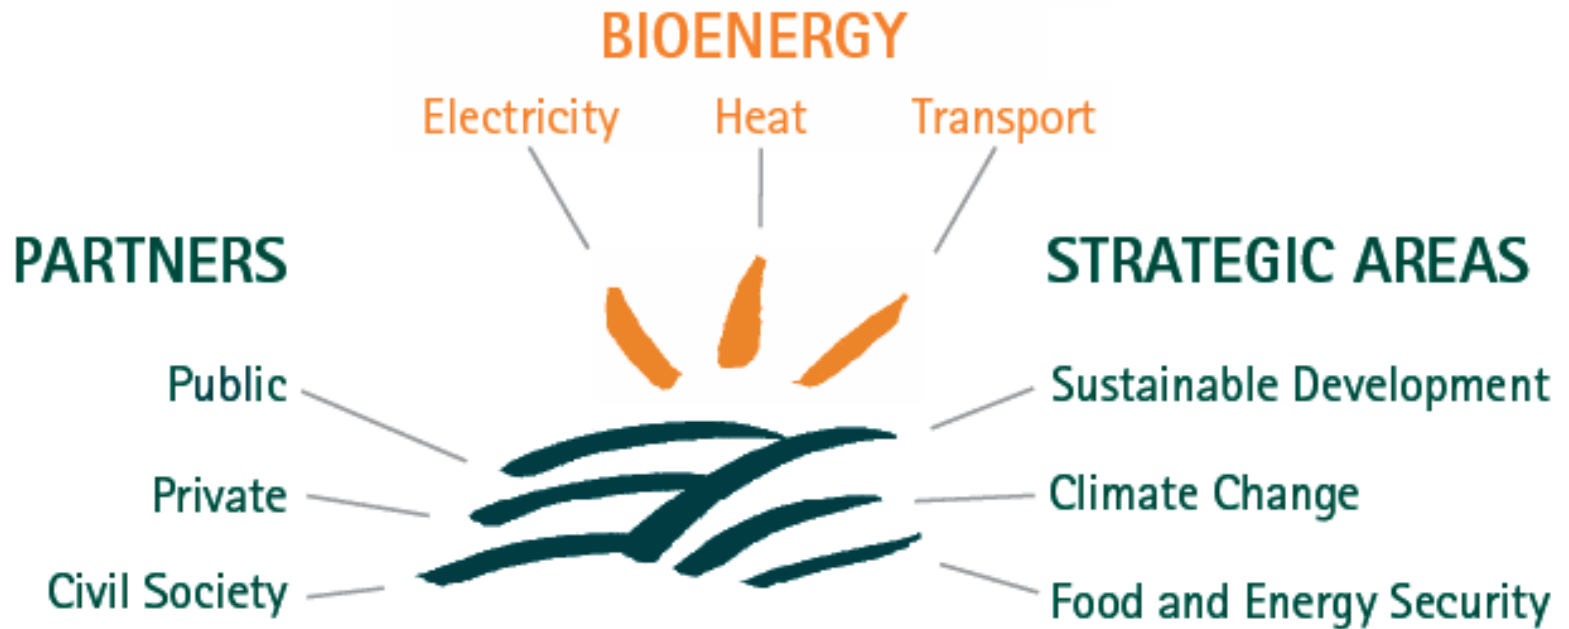 BIOENERGY
Electricity Heat Transport
PARTNERS
Public
Private
Civil Society
STRATEGIC AREAS
Sustainable Development
Climate Change
Food and Energy Security